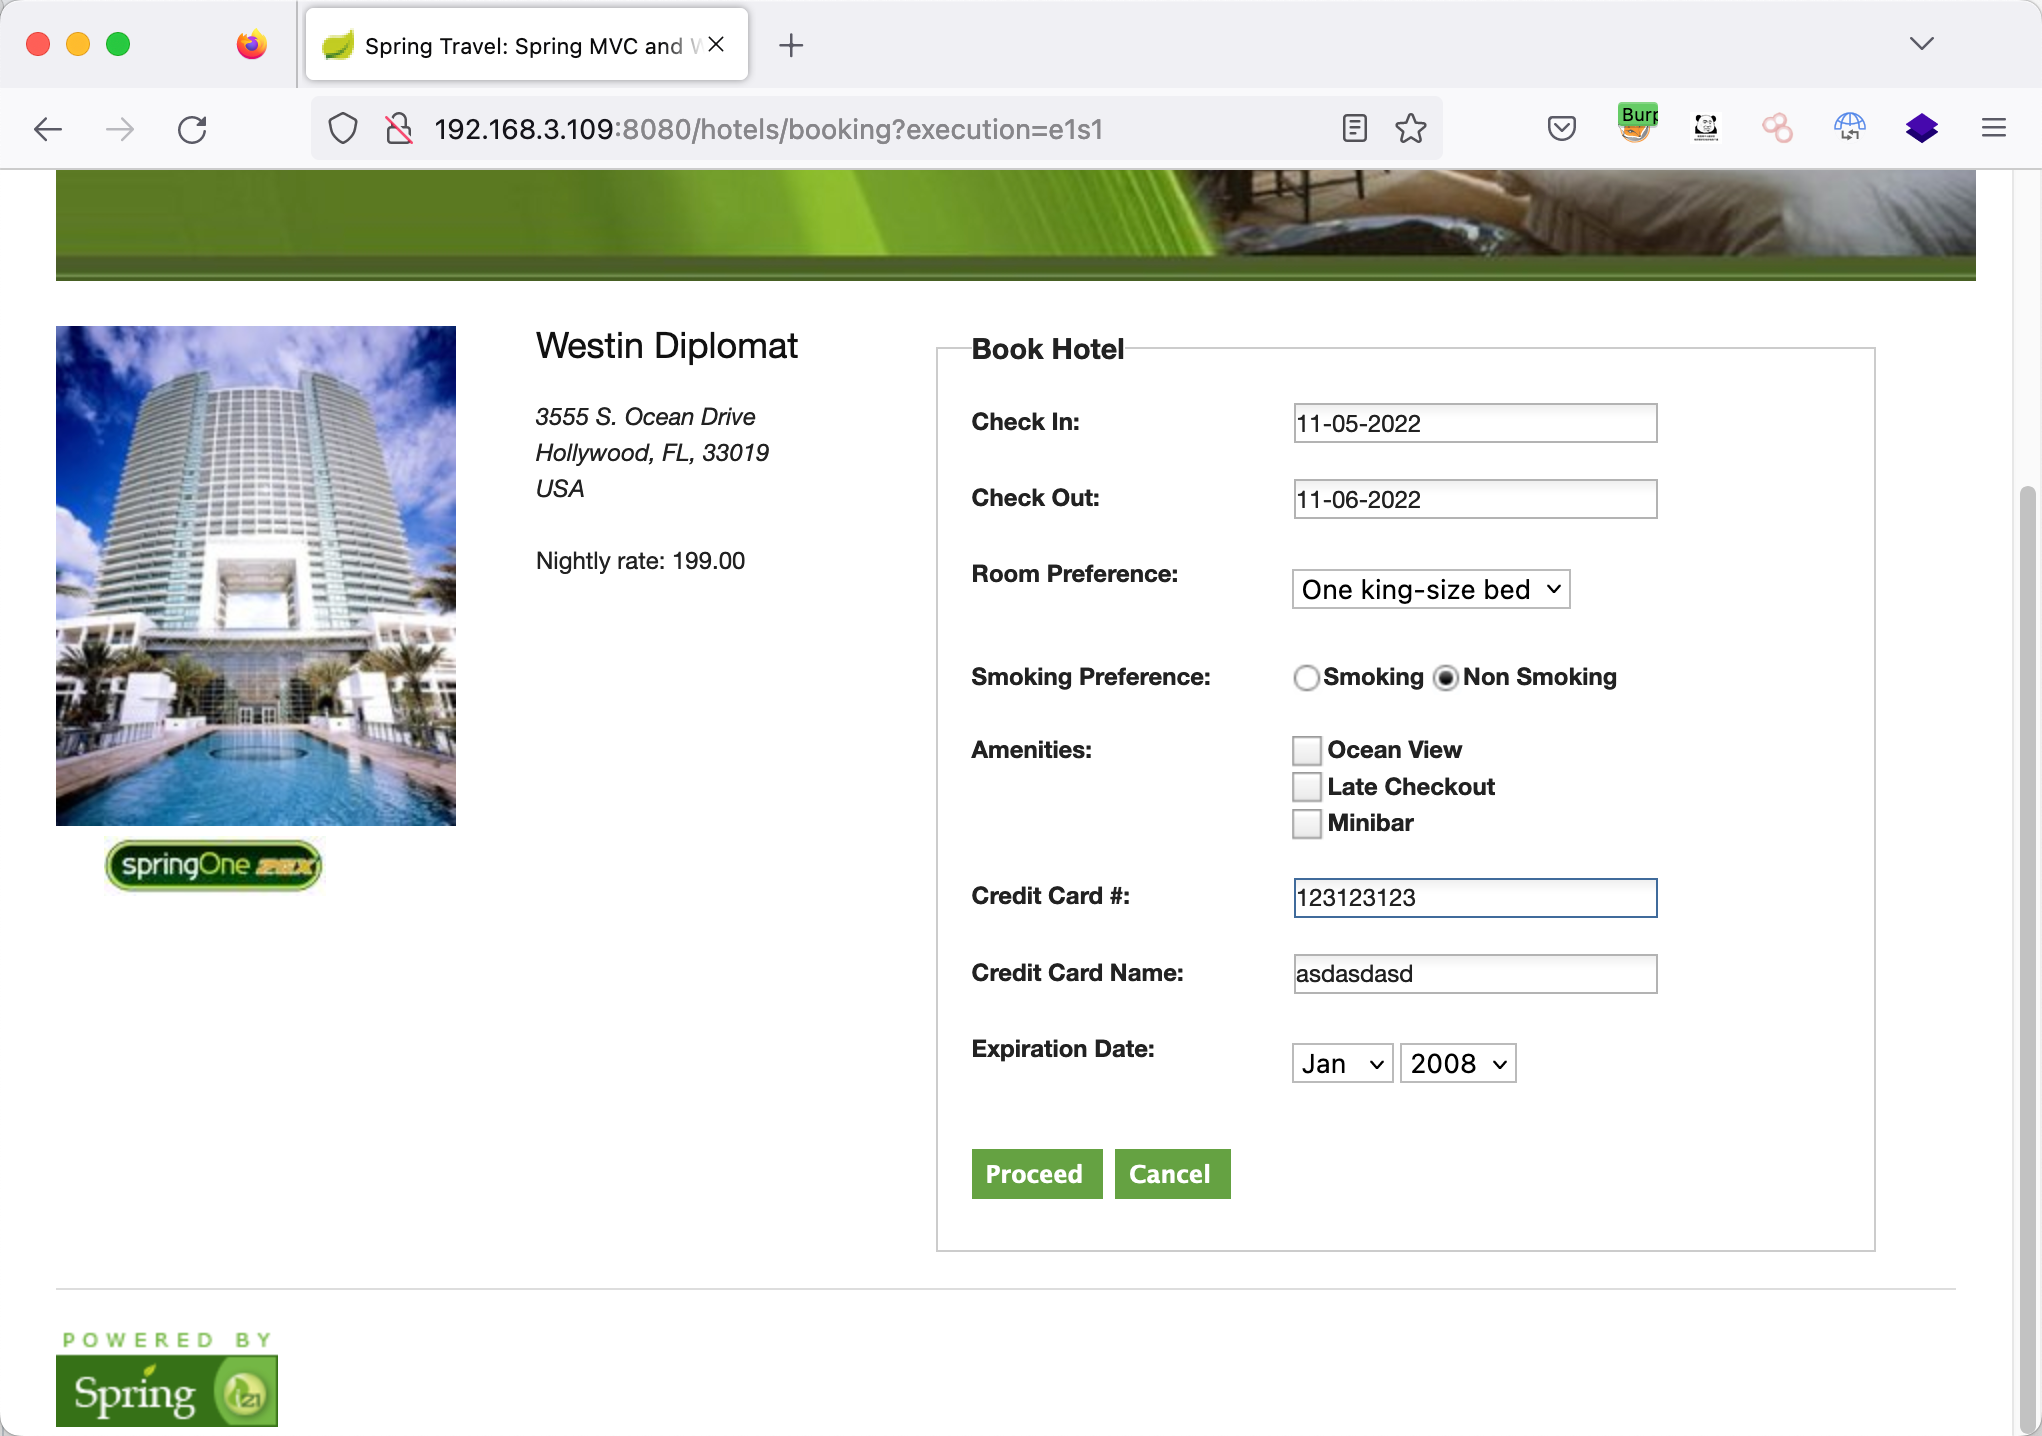 Spring Travel: Spring MVC and W
192.168.3.109:8080/hotels/booking?execution=e1s1
Burp
Westin Diplomat
3555 S. Ocean Drive
Hollywood, FL, 33019
USA
Nightly rate: 199.00
springOne 2GX
Book Hotel
Check In:
11-05-2022
Check Out:
11-06-2022
Room Preference:
One king-size bed
Smoking Preference:
Smoking Non Smoking
Amenities:
Ocean View
Late Checkout
Minibar
Credit Card #:
123123123
Credit Card Name:
asdasdasd
Expiration Date:
Jan 2008
Proceed Cancel
POWERED BY
Spring